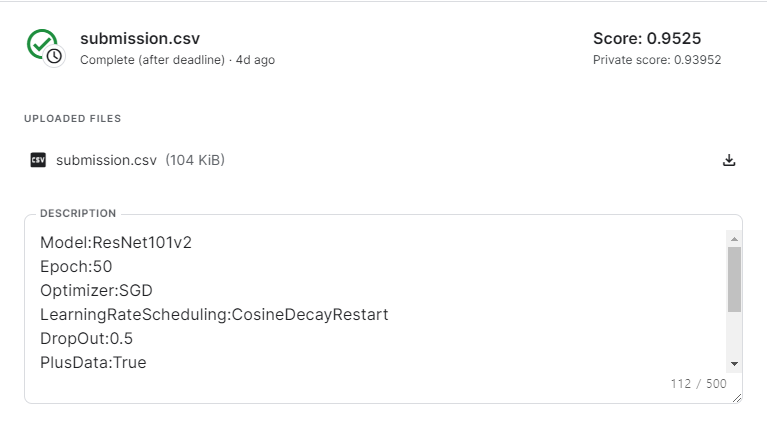 submission.csv
Score: 0.9525
Complete (after deadline) · 4d ago
Private score: 0.93952
UPLOADED FILES
CSV
submission.csv (104 KiB)
DESCRIPTION
Model:ResNet101v2
Epoch:50
Optimizer:SGD
LearningRateScheduling:CosineDecayRestart
DropOut:0.5
PlusData:True
112 / 500